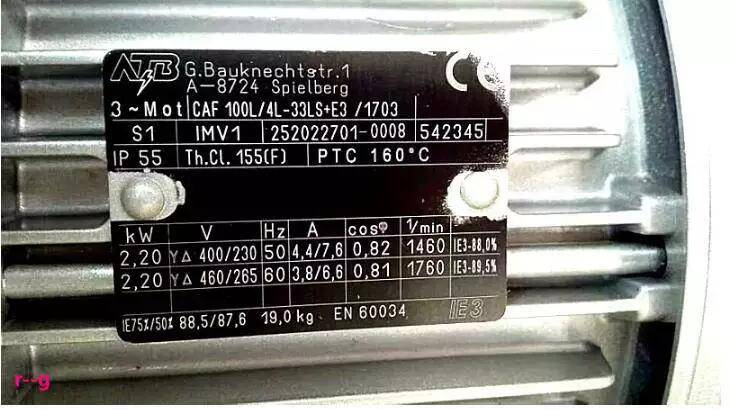 ATB G.Bauknechtstr.1
A-8724 Spielberg
CE
3~Mot CAF 100L/4L-33LS+E3 /1703
S1 IMV1 252022701-0008 542345
IP 55 Th.Cl. 155(F) PTC 160°C
kW V Hz A cosφ 1/min
2,20 Y∆ 400/230 50 4,4/7,6 0,82 1460 IE3-88,0%
2,20 Y∆ 460/265 60 3,8/6,6 0,81 1760 IE3-89,5%
IE75%/50% 88,5/87,6 19,0 kg EN 60034 IE3
r--g